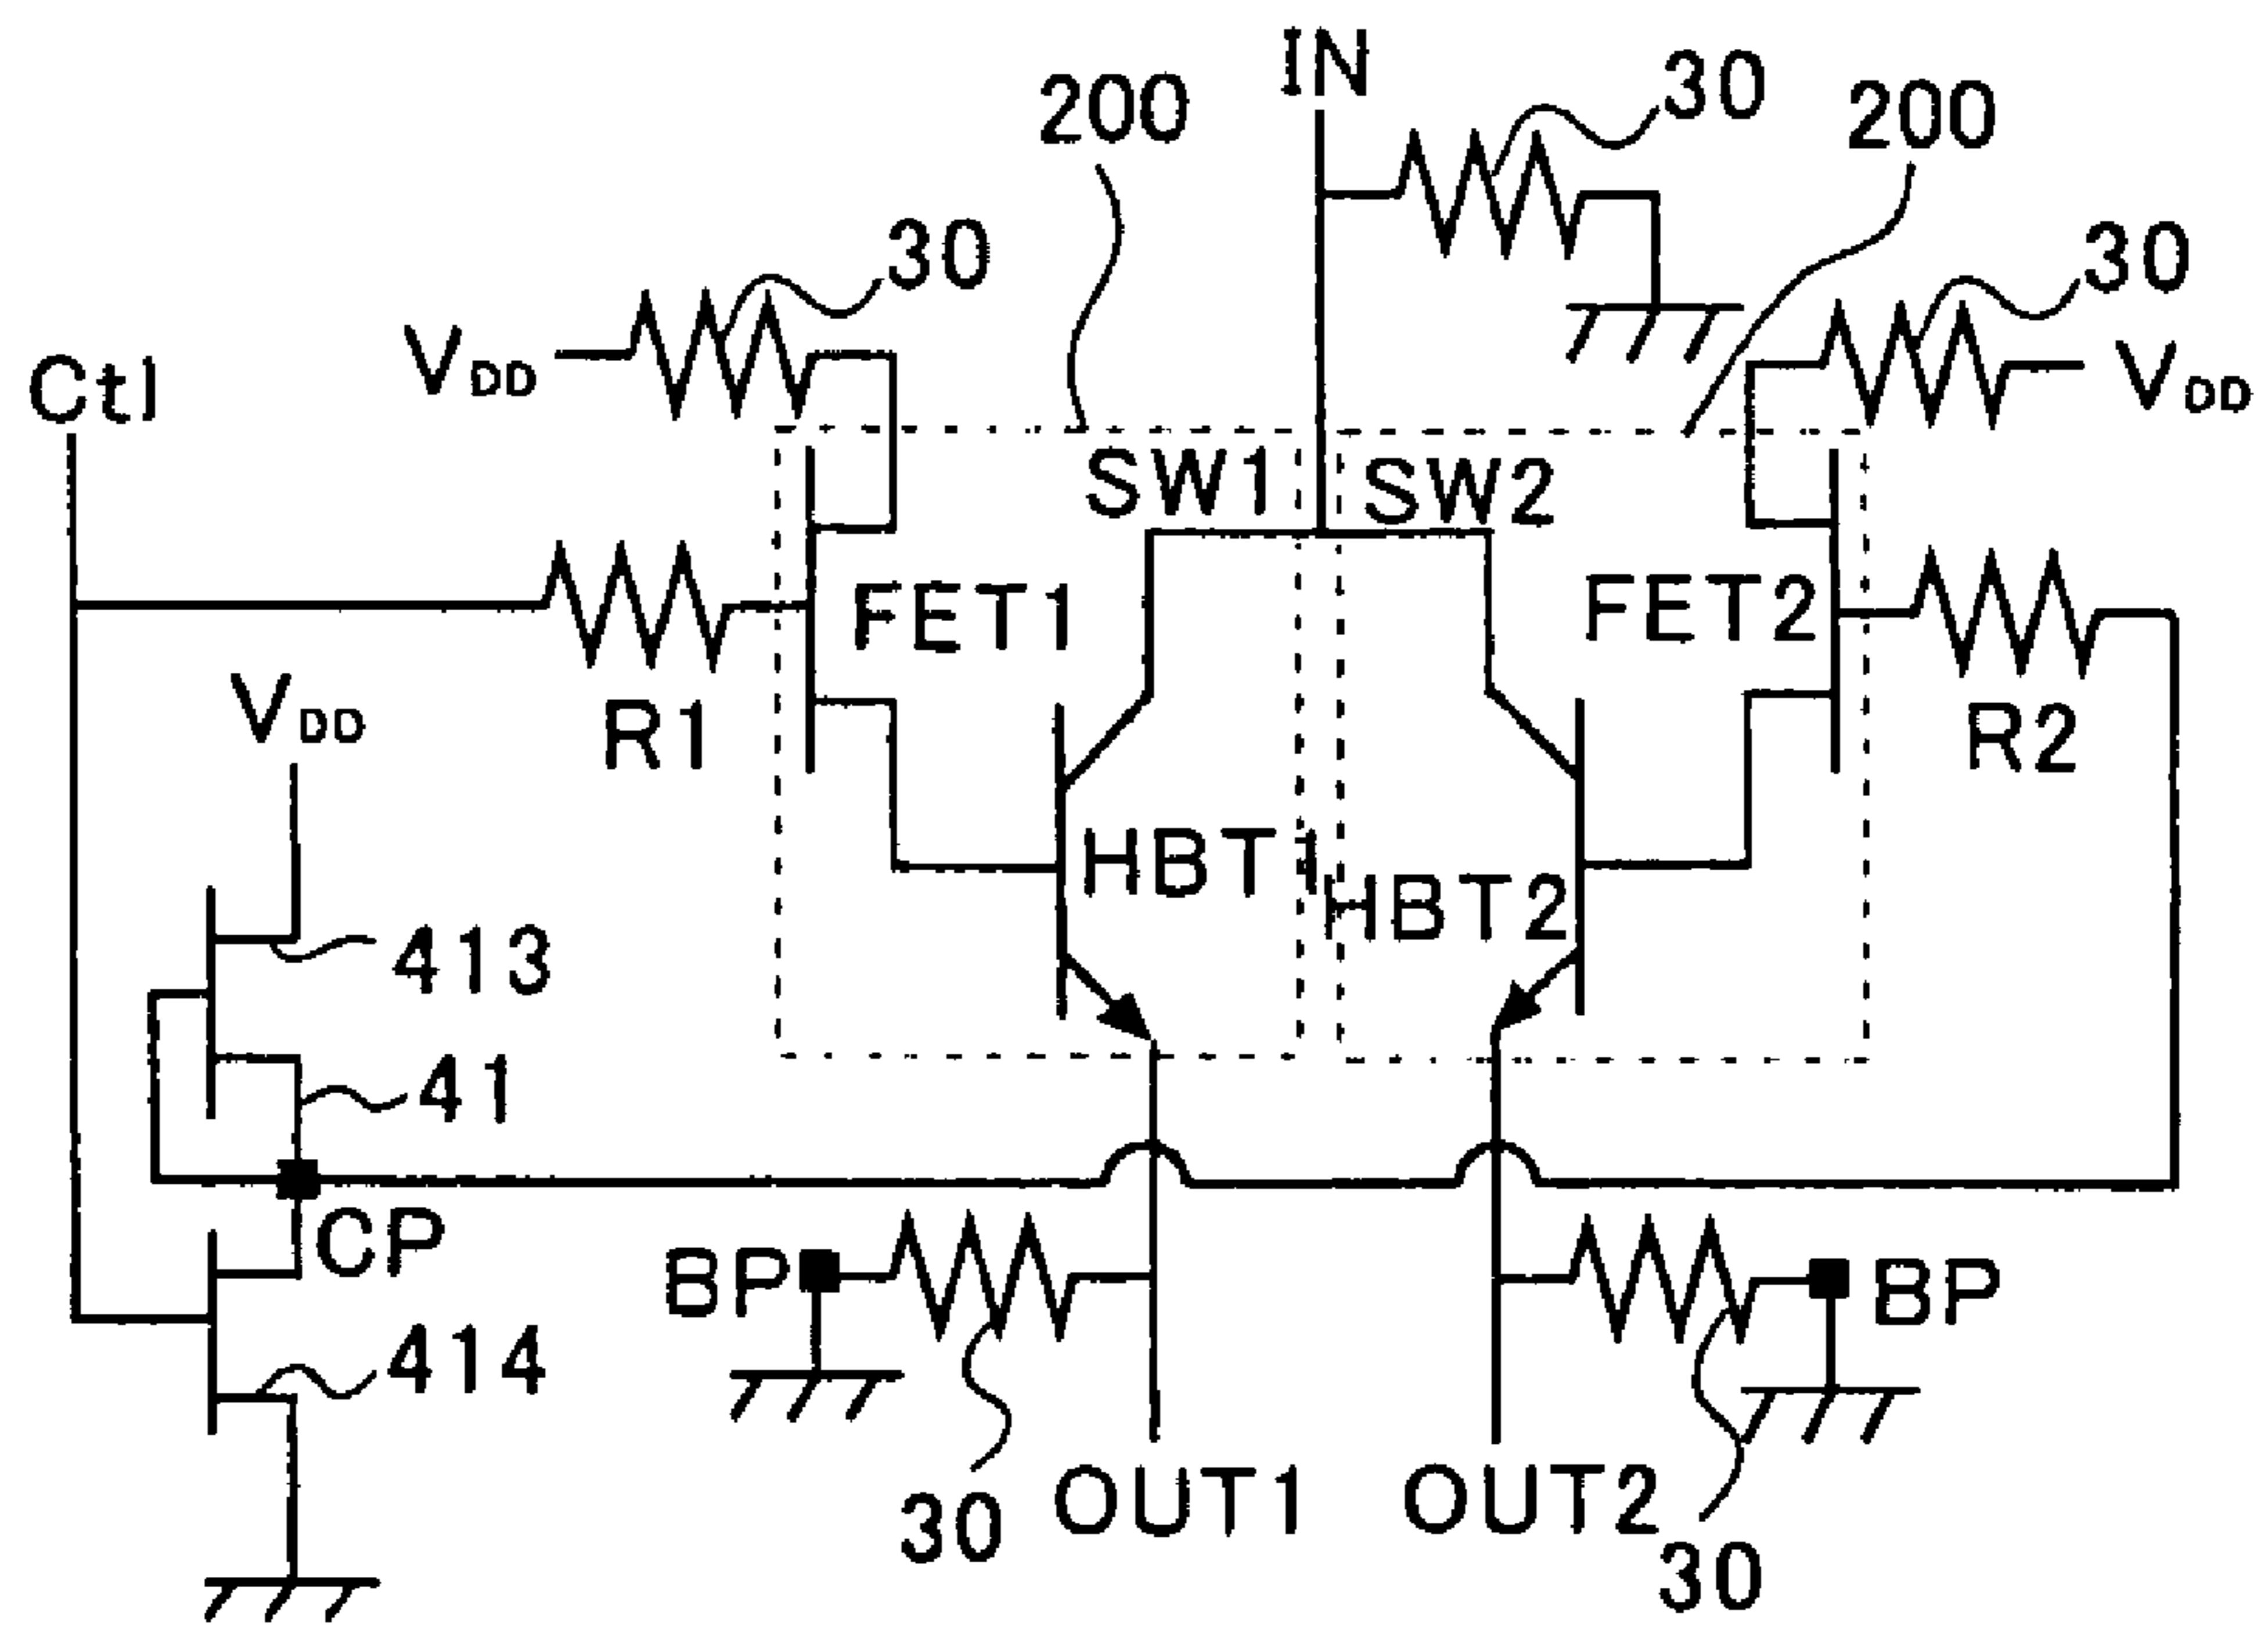 IN
30
200
200
30
30
VDD
VDD
Ctl
SW1
SW2
FET1
FET2
R1
R2
VDD
HBT1
HBT2
413
41
CP
BP
BP
414
OUT1
OUT2
30
30